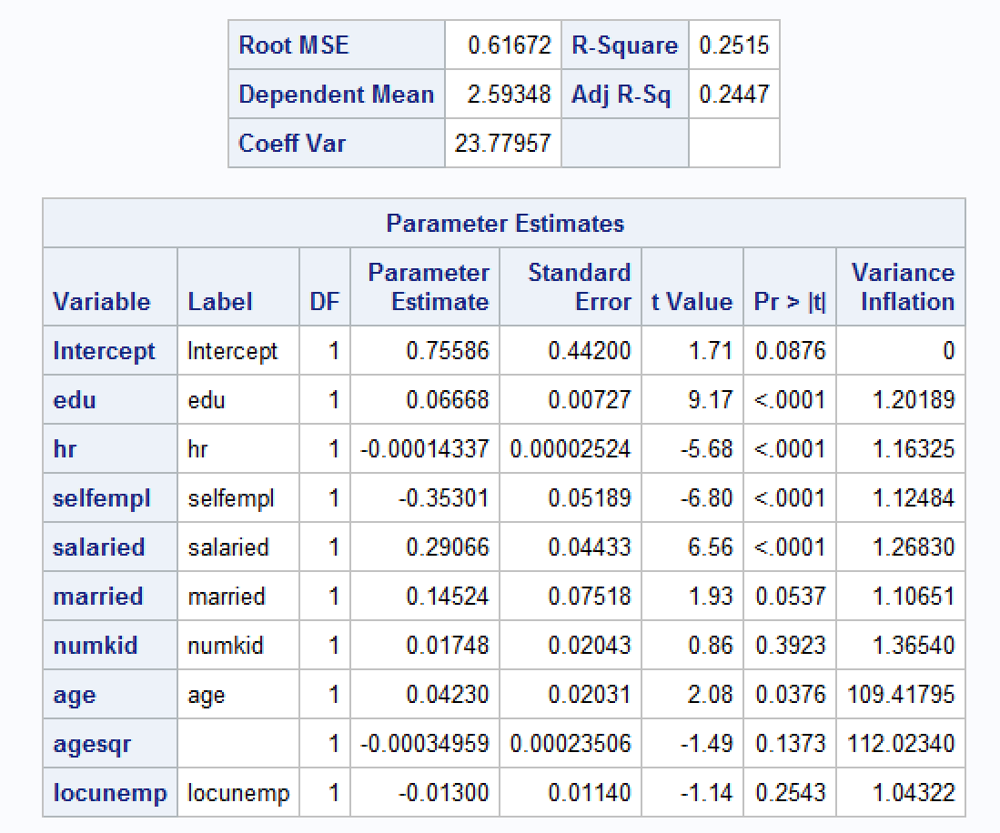 Root MSE 0.61672 R-Square 0.2515
Dependent Mean 2.59348 Adj R-Sq 0.2447
Coeff Var 23.77957
Parameter Estimates
Variable Label DF Parameter Estimate Standard Error t Value Pr > |t| Variance Inflation
Intercept Intercept 1 0.75586 0.44200 1.71 0.0876 0
edu edu 1 0.06668 0.00727 9.17 <.0001 1.20189
hr hr 1 -0.00014337 0.00002524 -5.68 <.0001 1.16325
selfempl selfempl 1 -0.35301 0.05189 -6.80 <.0001 1.12484
salaried salaried 1 0.29066 0.04433 6.56 <.0001 1.26830
married married 1 0.14524 0.07518 1.93 0.0537 1.10651
numkid numkid 1 0.01748 0.02043 0.86 0.3923 1.36540
age age 1 0.04230 0.02031 2.08 0.0376 109.41795
agesqr 1 -0.00034959 0.00023506 -1.49 0.1373 112.02340
locunemp locunemp 1 -0.01300 0.01140 -1.14 0.2543 1.04322